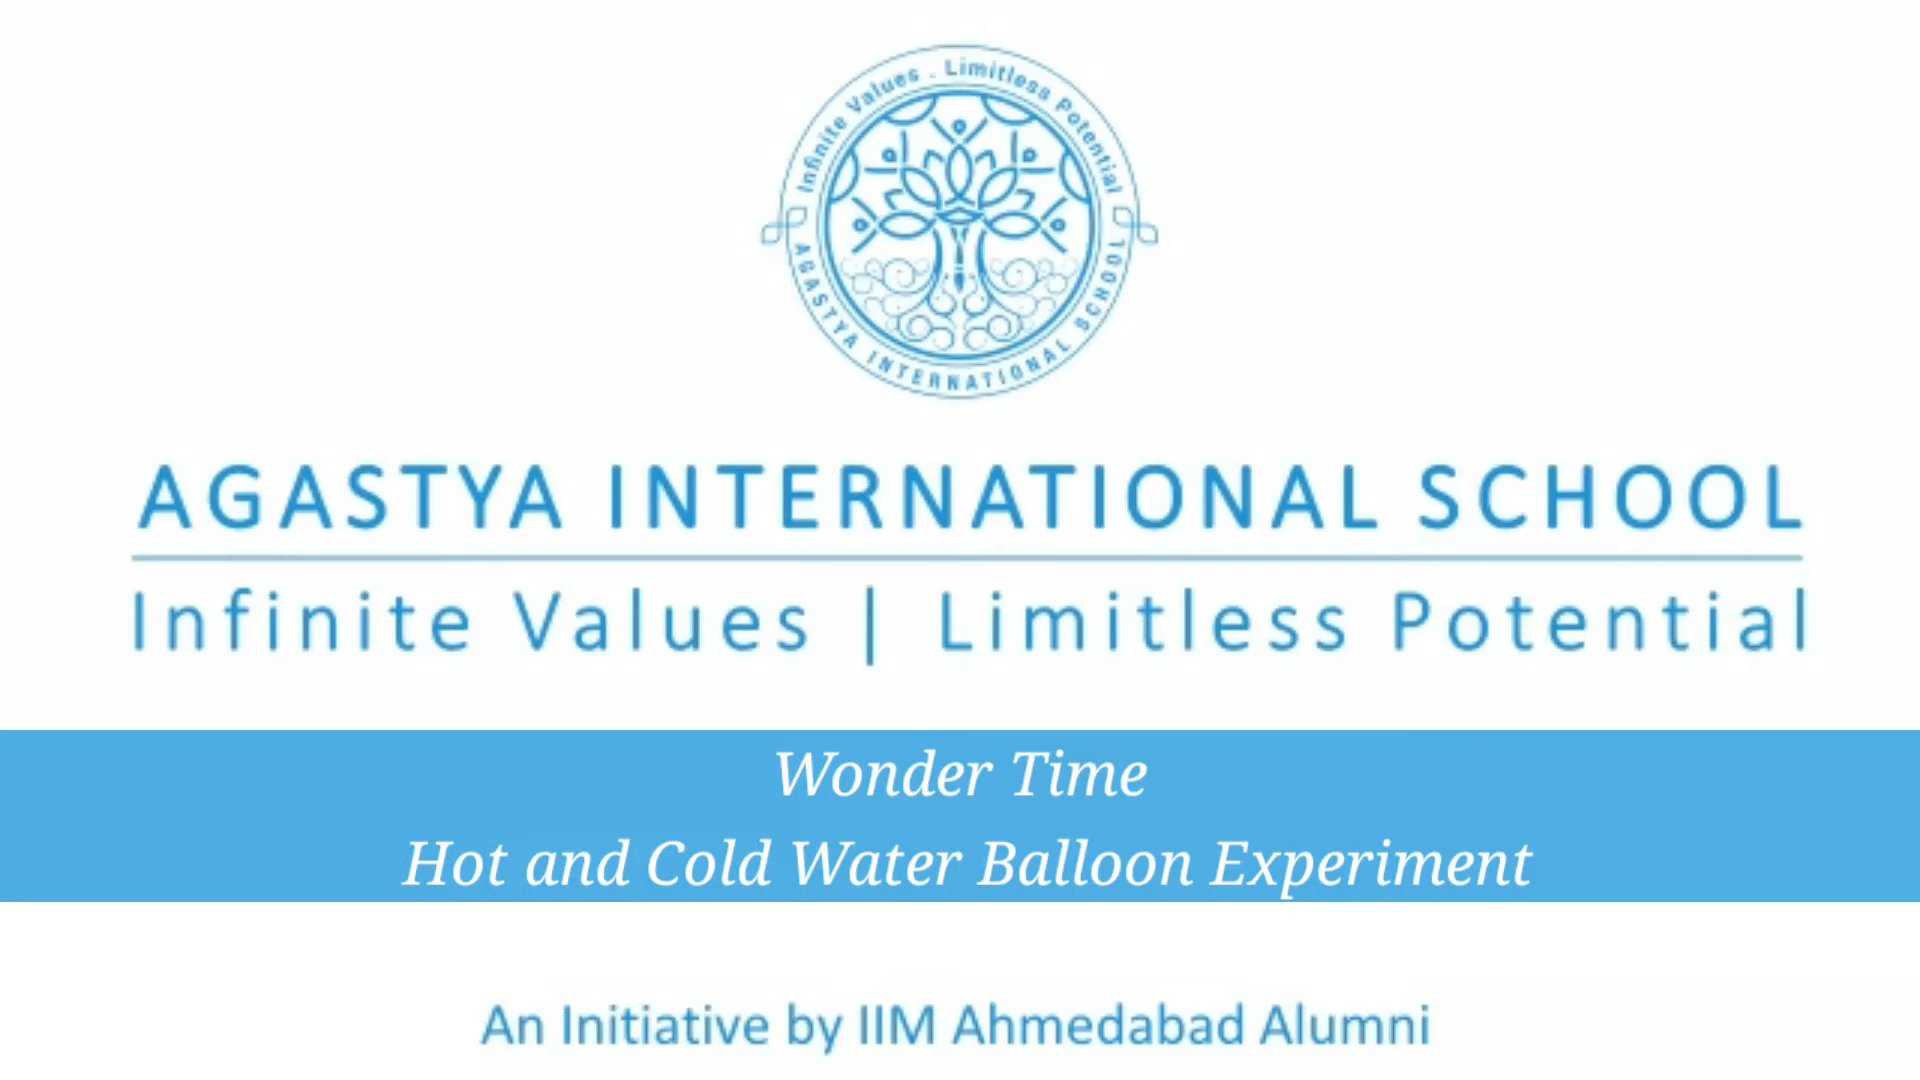 Infinite Values . Limitless Potential
AGASTYA INTERNATIONAL SCHOOL
AGASTYA INTERNATIONAL SCHOOL
Infinite Values | Limitless Potential
Wonder Time
Hot and Cold Water Balloon Experiment
An Initiative by IIM Ahmedabad Alumni